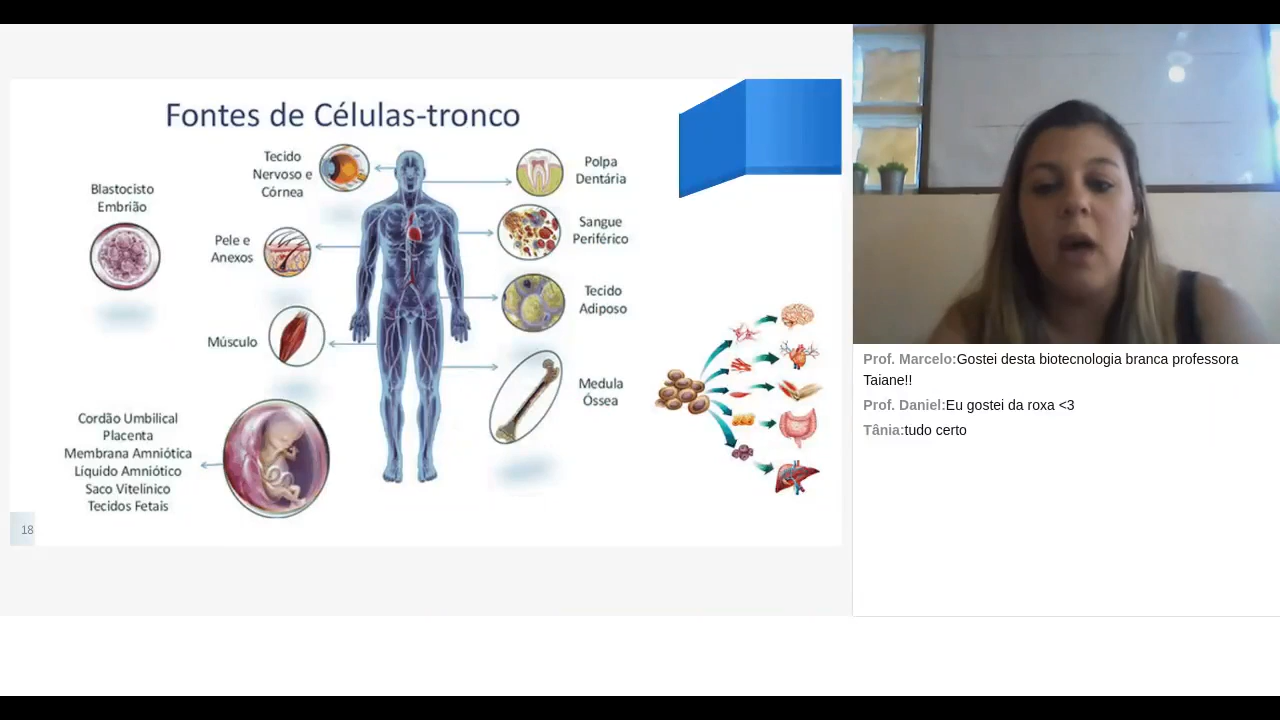 Fontes de Células-tronco
Blastocisto
Embrião
Tecido
Nervoso e
Córnea
Pele e
Anexos
Músculo
Cordão Umbilical
Placenta
Membrana Amniótica
Líquido Amniótico
Saco Vitelínico
Tecidos Fetais
Polpa
Dentária
Sangue
Periférico
Tecido
Adiposo
Medula
Óssea
18
Prof. Marcelo:Gostei desta biotecnologia branca professora
Taiane!!
Prof. Daniel:Eu gostei da roxa <3
Tânia:tudo certo